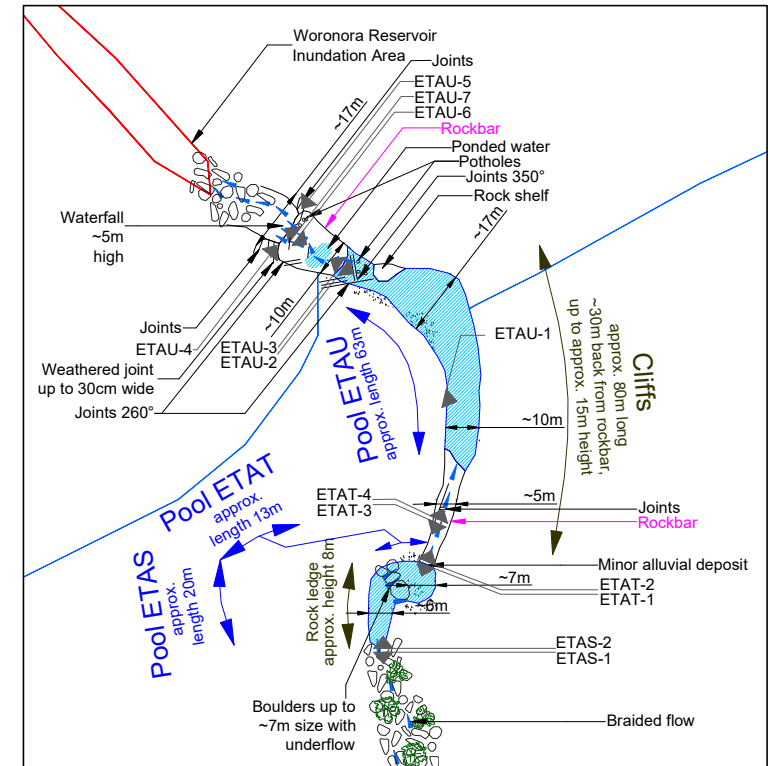 Woronora Reservoir
Inundation Area
Joints
ETAU-5
ETAU-7
ETAU-6
~17m
Rockbar
Ponded water
Potholes
Joints 350°
Rock shelf
~17m
Waterfall
~5m
high
Joints
ETAU-4
Weathered joint
up to 30cm wide
Joints 260°
ETAU-3
ETAU-2
~10m
ETAU-1
Pool ETAU
approx. length 63m
Cliffs
approx. 80m long
~30m back from rockbar,
up to approx. 15m height
~10m
ETAT-4
ETAT-3
~5m
Joints
Rockbar
Pool ETAT
approx.
length 13m
Pool ETAS
approx.
length 20m
Minor alluvial deposit
~7m
ETAT-2
ETAT-1
Rock ledge
approx. height 8m
~6m
ETAS-2
ETAS-1
Boulders up to
~7m size with
underflow
Braided flow